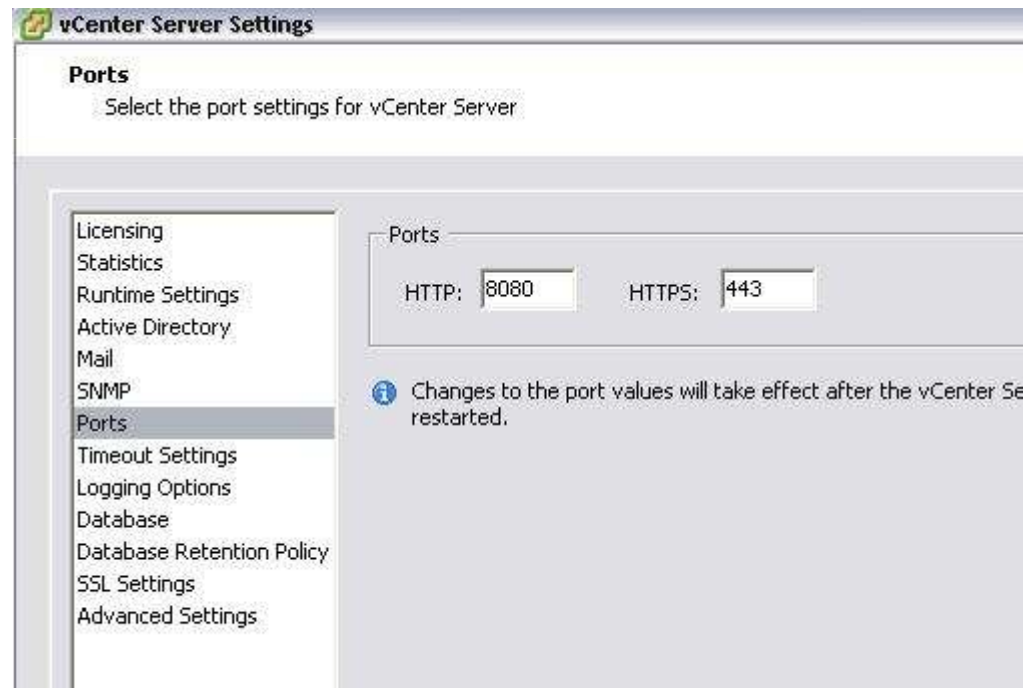 vCenter Server Settings
Ports
Select the port settings for vCenter Server
Licensing
Statistics
Runtime Settings
Active Directory
Mail
SNMP
Ports
Timeout Settings
Logging Options
Database
Database Retention Policy
SSL Settings
Advanced Settings
Ports
HTTP: 8080 HTTPS: 443
Changes to the port values will take effect after the vCenter Se
restarted.